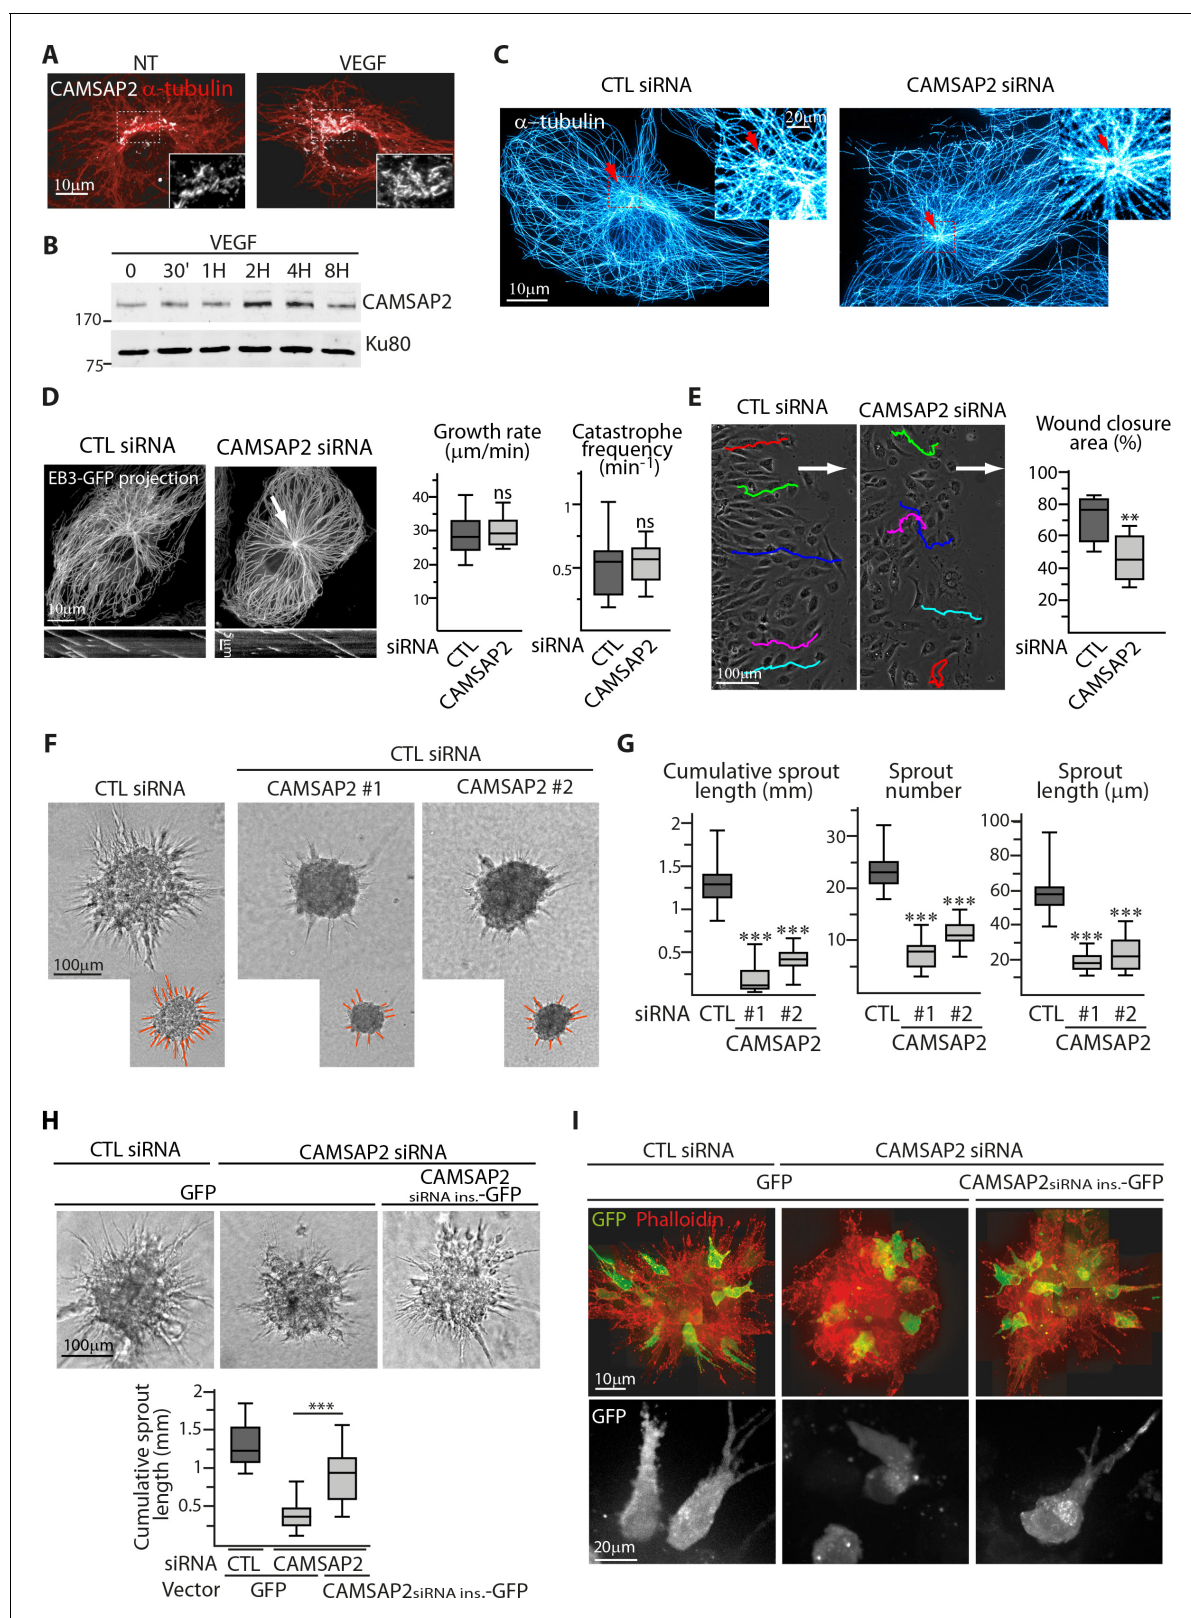 A
NT
VEGF
CAMSAP2 α-tubulin
10μm
B
VEGF
0 30' 1H 2H 4H 8H
CAMSAP2
170
Ku80
75
C
CTL siRNA
CAMSAP2 siRNA
α-tubulin
20μm
10μm
D
CTL siRNA
CAMSAP2 siRNA
EB3-GFP projection
10μm
5μm
Growth rate
(μm/min)
40
30
20
10
ns
siRNA
CTL
CAMSAP2
Catastrophe
frequency
(min-1)
1
0.5
ns
siRNA
CTL
CAMSAP2
E
CTL siRNA
CAMSAP2 siRNA
100μm
Wound closure
area (%)
100
80
60
40
20
**
siRNA
CTL
CAMSAP2
F
CTL siRNA
CTL siRNA
CAMSAP2 #1
CAMSAP2 #2
100μm
G
Cumulative sprout
length (mm)
2
1.5
1
0.5
*** ***
siRNA CTL #1 #2
CAMSAP2
Sprout
number
30
20
10
*** ***
CTL #1 #2
CAMSAP2
Sprout
length (μm)
100
80
60
40
20
*** ***
CTL #1 #2
CAMSAP2
H
CTL siRNA
CAMSAP2 siRNA
GFP
CAMSAP2
siRNA ins.-GFP
100μm
Cumulative sprout
length (mm)
2
1.5
1
0.5
***
siRNA CTL CAMSAP2
Vector GFP CAMSAP2siRNA ins.-GFP
I
CTL siRNA
CAMSAP2 siRNA
GFP
CAMSAP2siRNA ins.-GFP
GFP Phalloidin
10μm
GFP
20μm